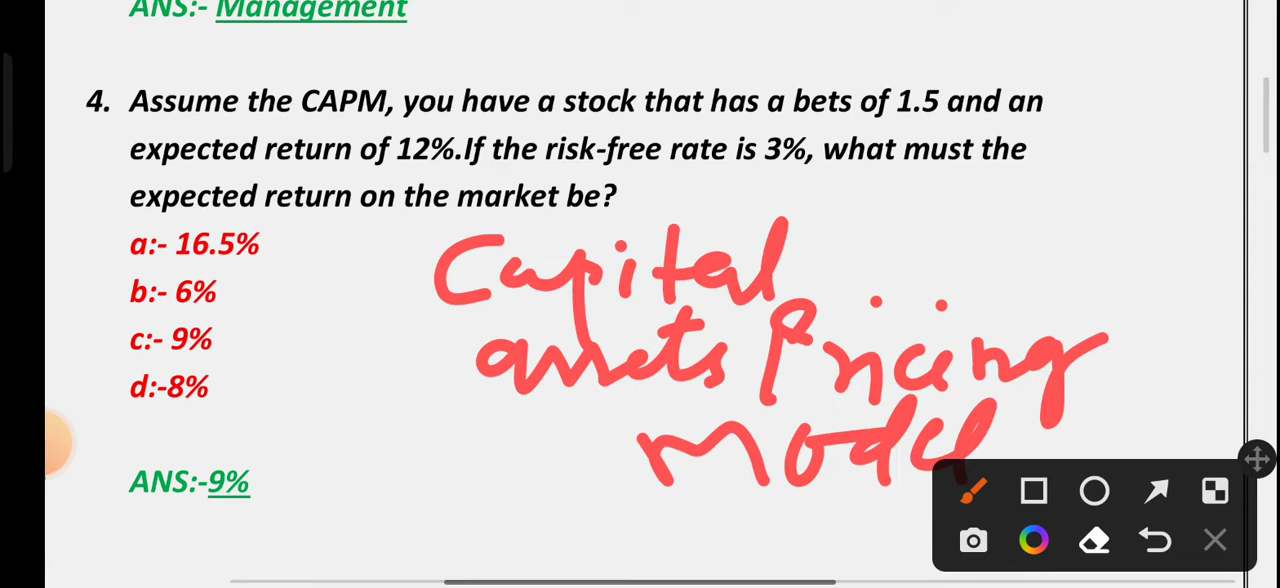 ANS:- Management
4. Assume the CAPM, you have a stock that has a bets of 1.5 and an
expected return of 12%.If the risk-free rate is 3%, what must the
expected return on the market be?
a:- 16.5%
b:- 6%
c:- 9%
d:-8%
Capital
assets Pricing
Model
ANS:-9%